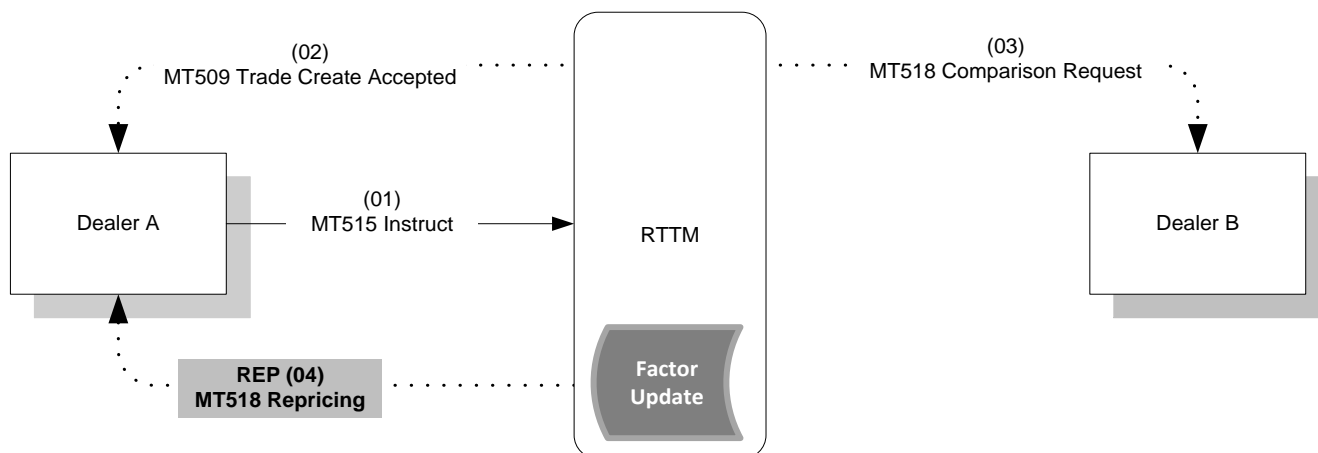 (02)
MT509 Trade Create Accepted
(03)
MT518 Comparison Request
Dealer A
(01)
MT515 Instruct
RTTM
Dealer B
REP (04)
MT518 Repricing
Factor
Update